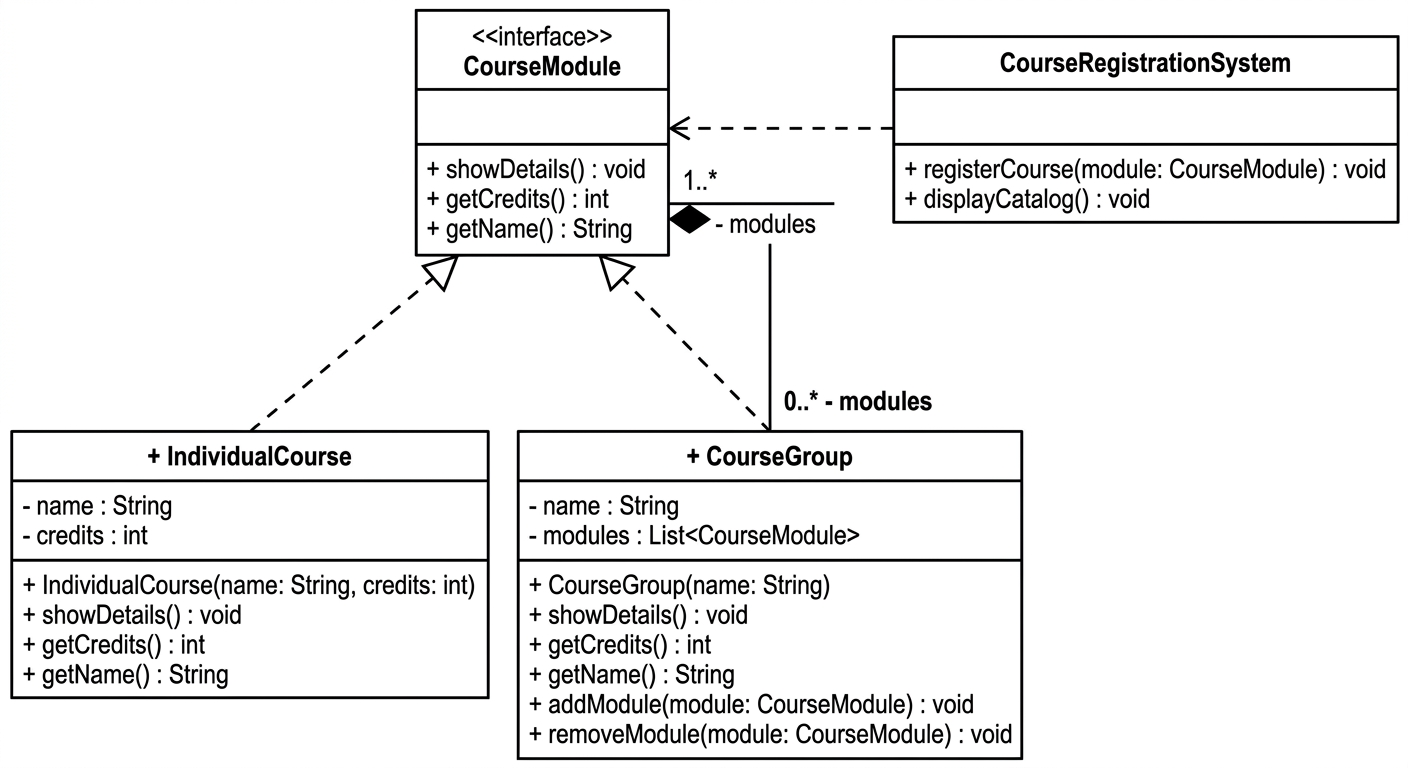 <<interface>>
CourseModule
+ showDetails() : void
+ getCredits() : int
+ getName() : String
CourseRegistrationSystem
+ registerCourse(module: CourseModule) : void
+ displayCatalog() : void
1..*
- modules
0..* - modules
+ IndividualCourse
- name : String
- credits : int
+ IndividualCourse(name: String, credits: int)
+ showDetails() : void
+ getCredits() : int
+ getName() : String
+ CourseGroup
- name : String
- modules : List<CourseModule>
+ CourseGroup(name: String)
+ showDetails() : void
+ getCredits() : int
+ getName() : String
+ addModule(module: CourseModule) : void
+ removeModule(module: CourseModule) : void